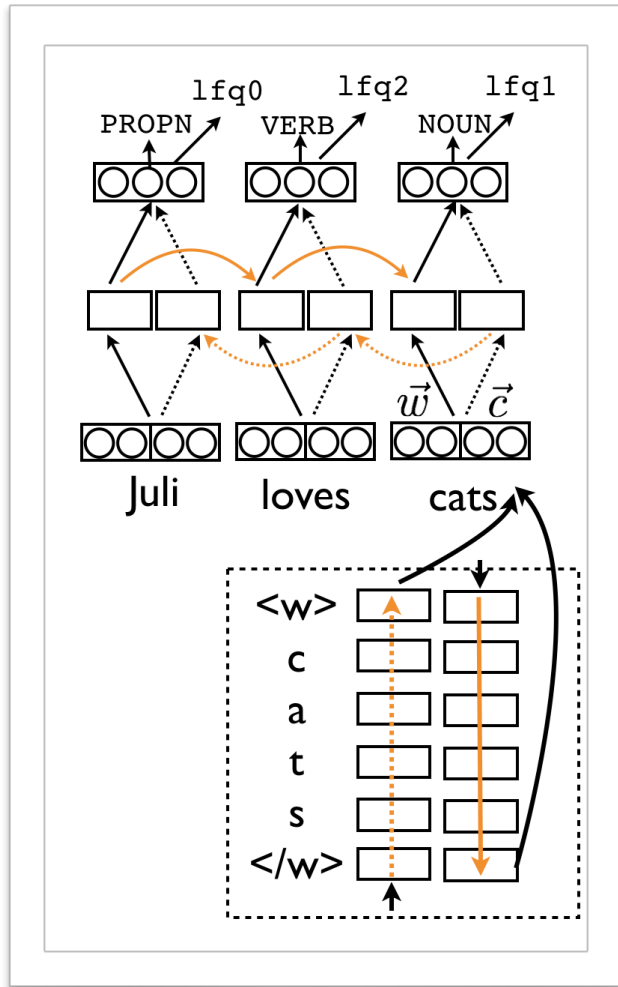 lfq0 lfq2 lfq1
PROPN VERB NOUN
w⃗ c⃗
Juli loves cats
<w>
c
a
t
s
</w>